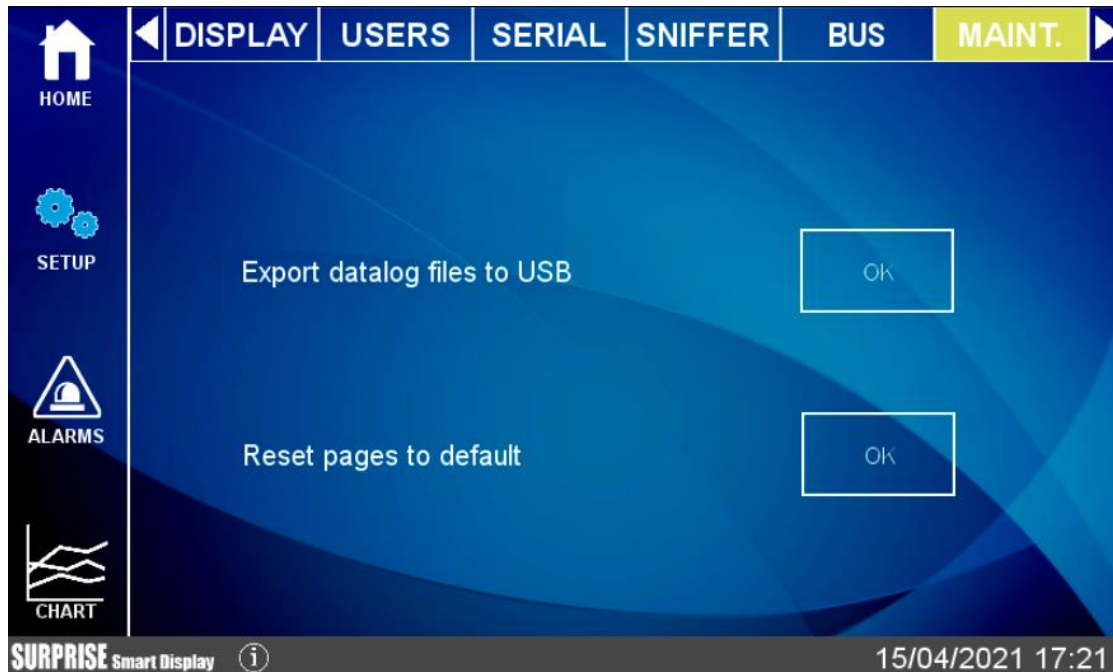 DISPLAY USERS SERIAL SNIFFER BUS MAINT.
HOME
SETUP
Export datalog files to USB OK
ALARMS
Reset pages to default OK
CHART
SURPRISE Smart Display i 15/04/2021 17:21